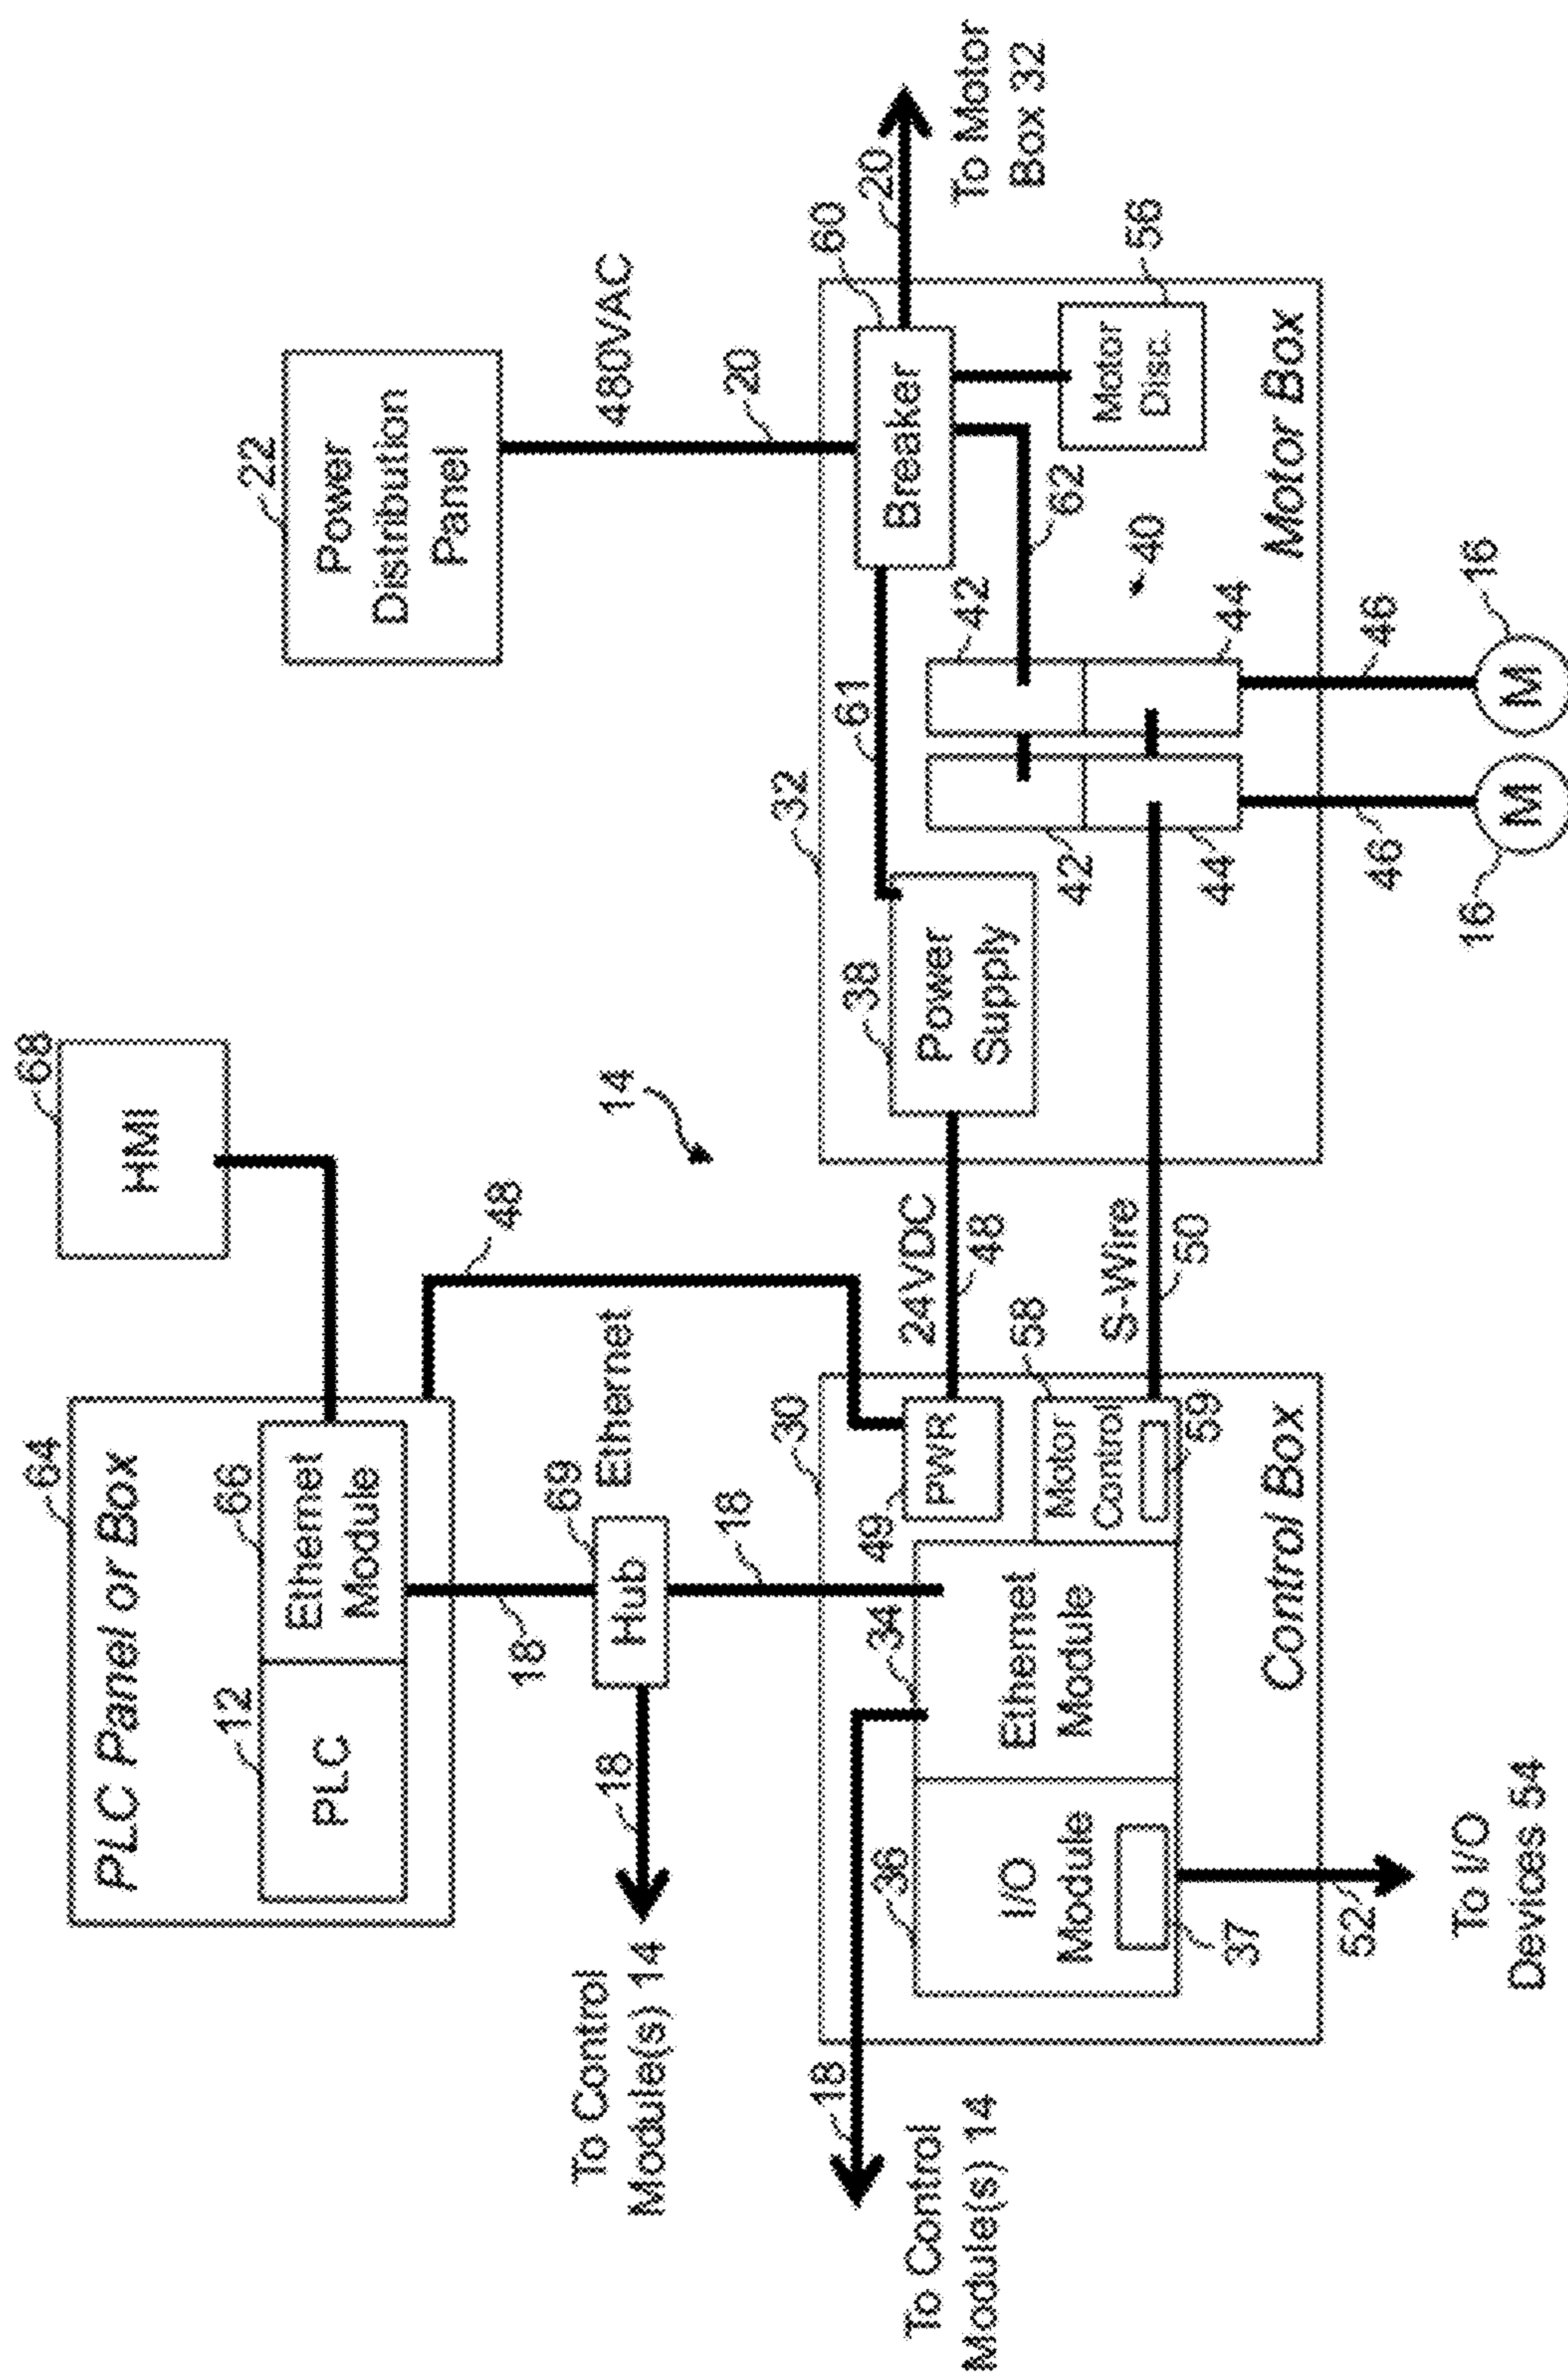 64
PLC Panel or Box
12
66
PLC
Ethernet
Module
68
HMI
22
Power
Distribution
Panel
480VAC
20
18
69
Hub
Ethernet
48
14
18
To Control
Module(s) 14
18
18
To Control
Module(s) 14
30
36
34
49
I/O
Module
Ethernet
Module
PWR
58
Motor
Control
59
37
Control Box
52
To I/O
Devices 54
24VDC
48
S-Wire
50
32
38
Power
Supply
61
60
Breaker
20
To Motor
Box 32
42
42
62
40
44
44
Motor
Disc.
56
Motor Box
46
46
16
M
M
16